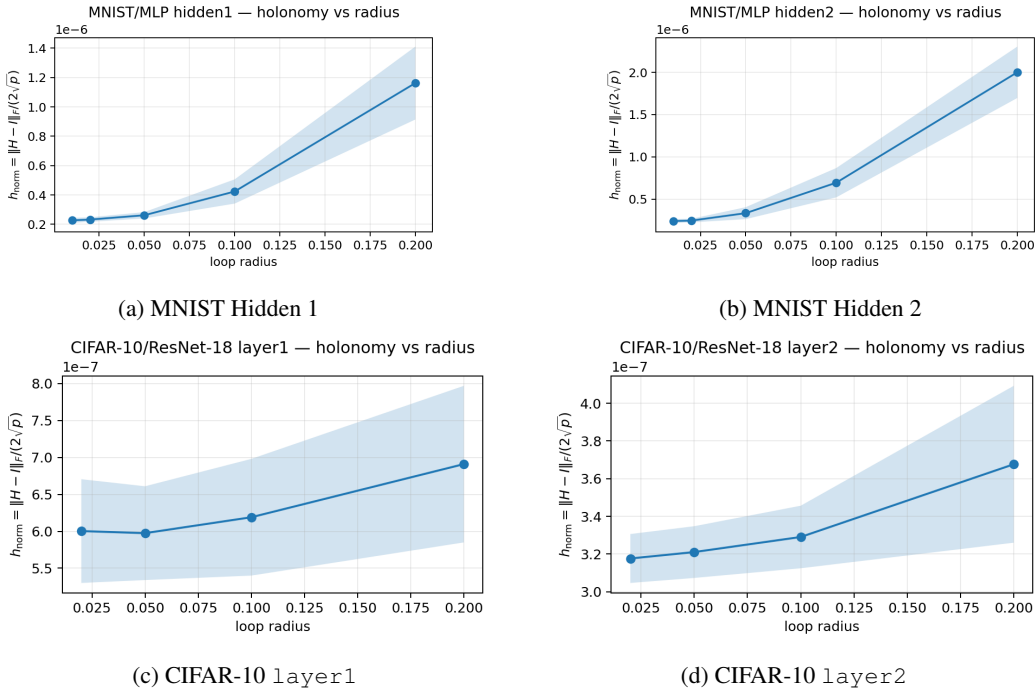 MNIST/MLP hidden1 — holonomy vs radius
1e−6
1.4
1.2
1.0
0.8
0.6
0.4
0.2
h_norm = ‖H − I‖_F/(2√p)
0.025 0.050 0.075 0.100 0.125 0.150 0.175 0.200
loop radius
(a) MNIST Hidden 1
MNIST/MLP hidden2 — holonomy vs radius
1e−6
2.0
1.5
1.0
0.5
h_norm = ‖H − I‖_F/(2√p)
0.025 0.050 0.075 0.100 0.125 0.150 0.175 0.200
loop radius
(b) MNIST Hidden 2
CIFAR-10/ResNet-18 layer1 — holonomy vs radius
1e−7
8.0
7.5
7.0
6.5
6.0
5.5
h_norm = ‖H − I‖_F/(2√p)
0.025 0.050 0.075 0.100 0.125 0.150 0.175 0.200
loop radius
(c) CIFAR-10 layer1
CIFAR-10/ResNet-18 layer2 — holonomy vs radius
1e−7
4.0
3.8
3.6
3.4
3.2
3.0
h_norm = ‖H − I‖_F/(2√p)
0.025 0.050 0.075 0.100 0.125 0.150 0.175 0.200
loop radius
(d) CIFAR-10 layer2